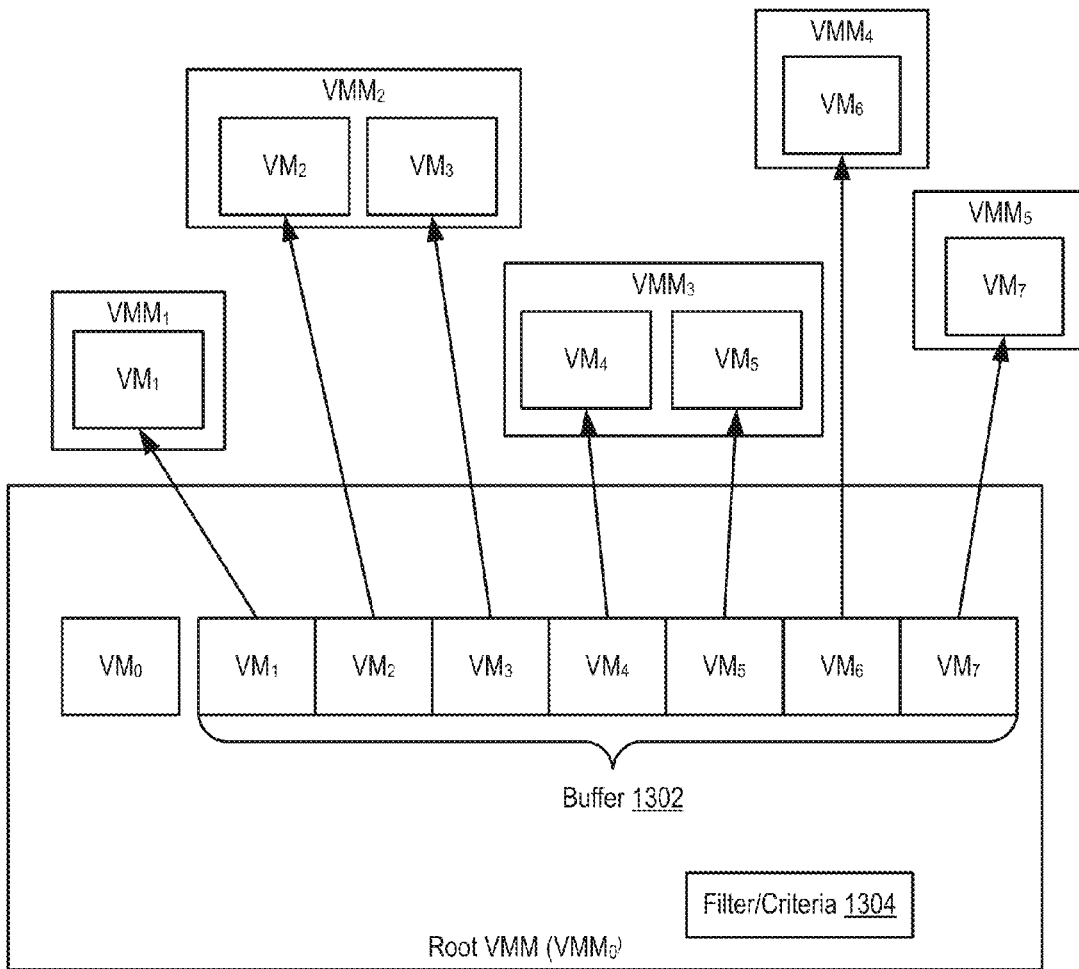 VMM₄
VM₆
VMM₂
VM₂ VM₃
VMM₅
VM₇
VMM₃
VM₄ VM₅
VMM₁
VM₁
VM₀ VM₁ VM₂ VM₃ VM₄ VM₅ VM₆ VM₇
Buffer 1302
Filter/Criteria 1304
Root VMM (VMM₀)